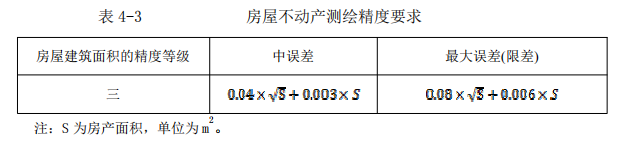 表 4-3 房屋不动产测绘精度要求
房屋建筑面积的精度等级 中误差 最大误差(限差)
三 0.04×√S+0.003×S 0.08×√S+0.006×S
注：S 为房产面积，单位为㎡。